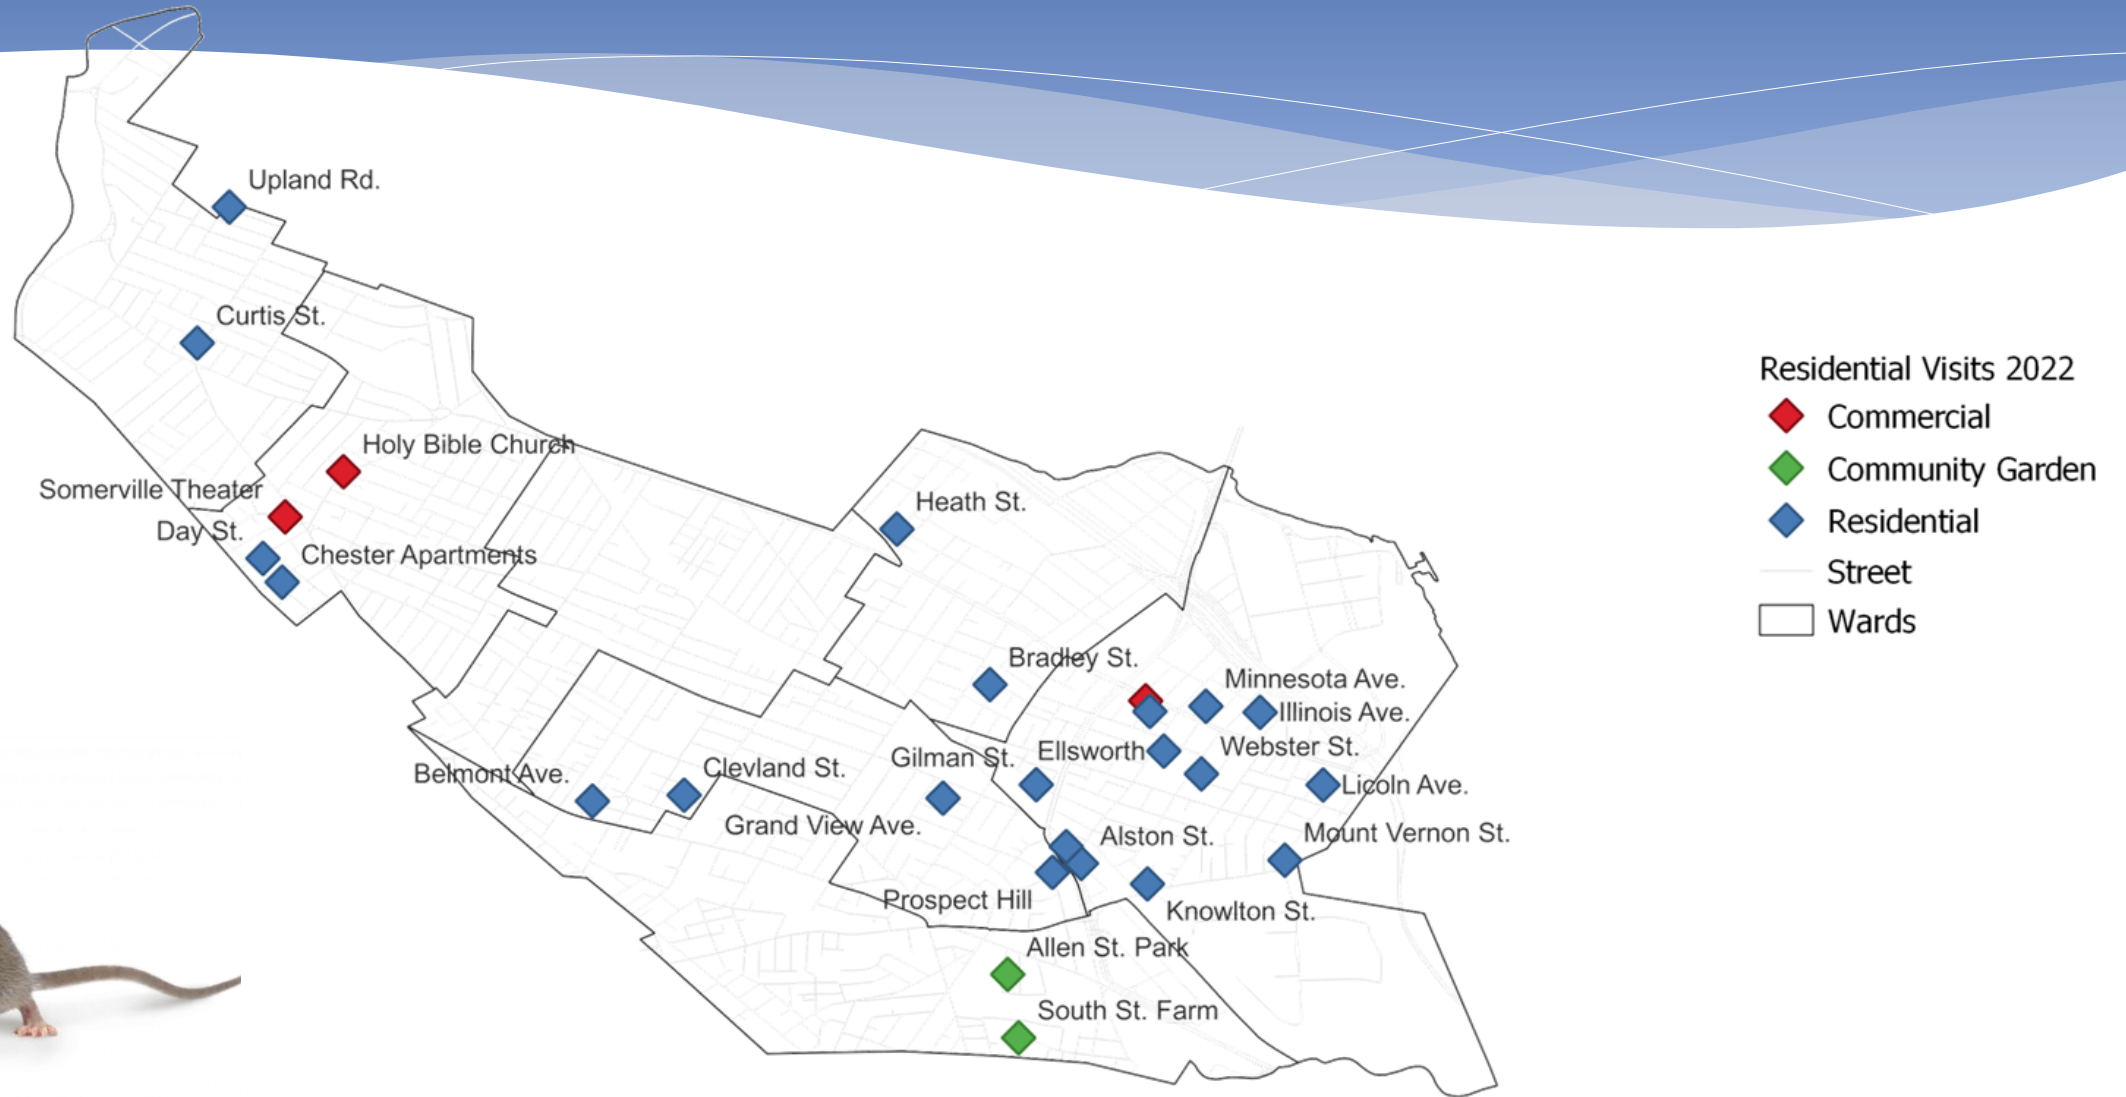 Upland Rd.
Curtis St.
Holy Bible Church
Somerville Theater
Day St.
Chester Apartments
Heath St.
Bradley St.
Minnesota Ave.
Illinois Ave.
Ellsworth
Webster St.
Gilman St.
Belmont Ave.
Clevland St.
Licoln Ave.
Grand View Ave.
Alston St.
Mount Vernon St.
Prospect Hill
Knowlton St.
Allen St. Park
South St. Farm
Residential Visits 2022
Commercial
Community Garden
Residential
Street
Wards